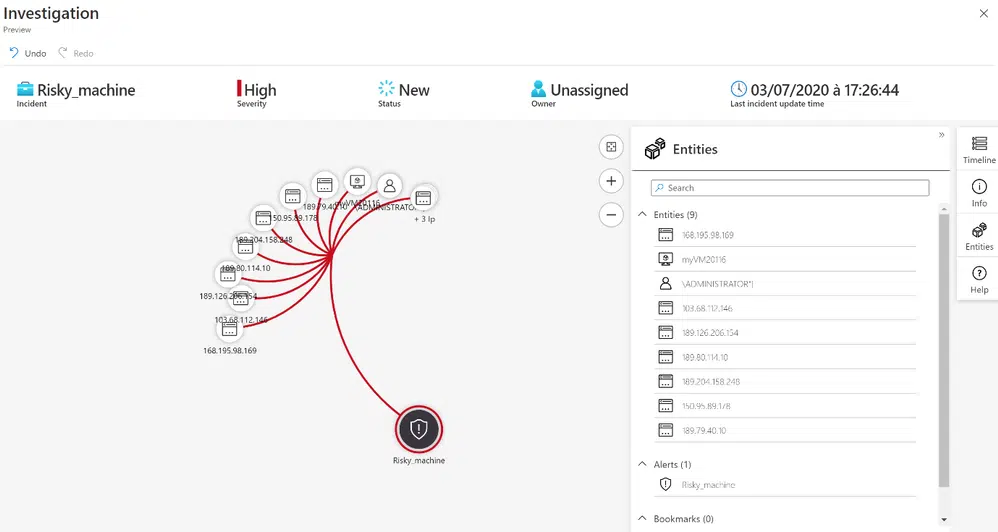 Investigation
Preview
Undo Redo
Risky_machine
Incident
High
Severity
New
Status
Unassigned
Owner
03/07/2020 à 17:26:44
Last incident update time
189.79.40.10
myVM20116
\ADMINISTRATOR
+ 3 Ip
150.95.89.178
189.204.158.248
189.80.114.10
189.126.206.154
103.68.112.146
168.195.98.169
Risky_machine
Entities
Search
Entities (9)
168.195.98.169
myVM20116
\ADMINISTRATOR"|
103.68.112.146
189.126.206.154
189.80.114.10
189.204.158.248
150.95.89.178
189.79.40.10
Alerts (1)
Risky_machine
Bookmarks (0)
Timeline
Info
Entities
Help